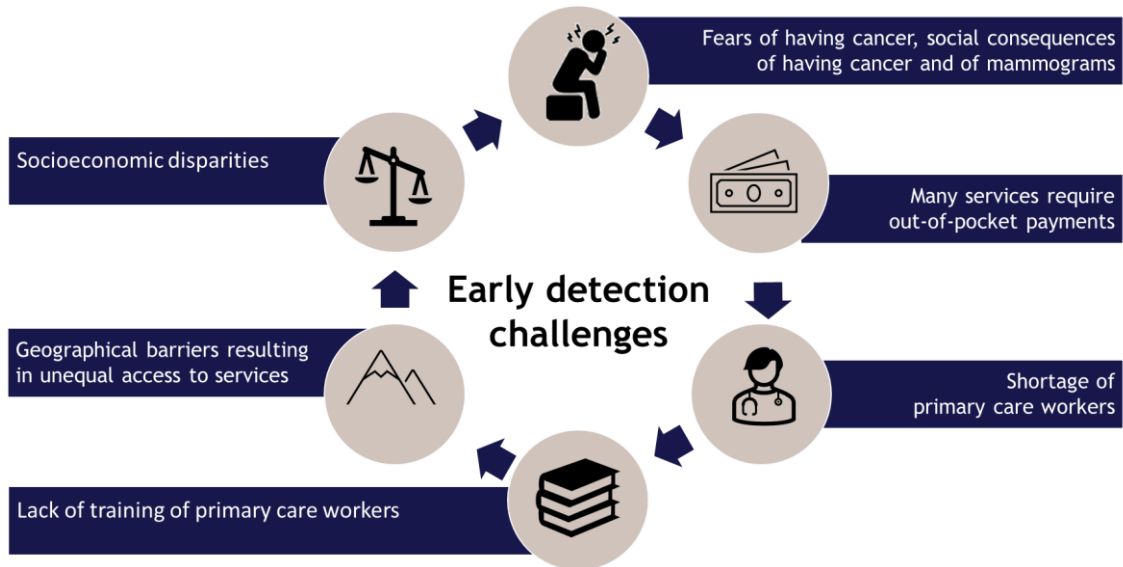 Fears of having cancer, social consequences
of having cancer and of mammograms
Many services require
out-of-pocket payments
Shortage of
primary care workers
Lack of training of primary care workers
Geographical barriers resulting
in unequal access to services
Socioeconomic disparities
Early detection
challenges